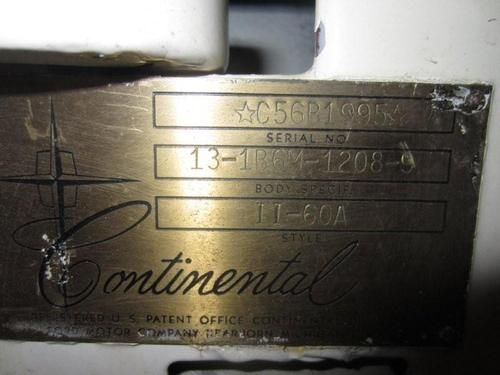 ☆C56B1995☆
SERIAL NO
13-1B6M-1208-9
BODY SPECIF
II-60A
STYLE
Continental
REGISTERED U. S. PATENT OFFICE CONTINENTAL
FORD MOTOR COMPANY DEARBORN